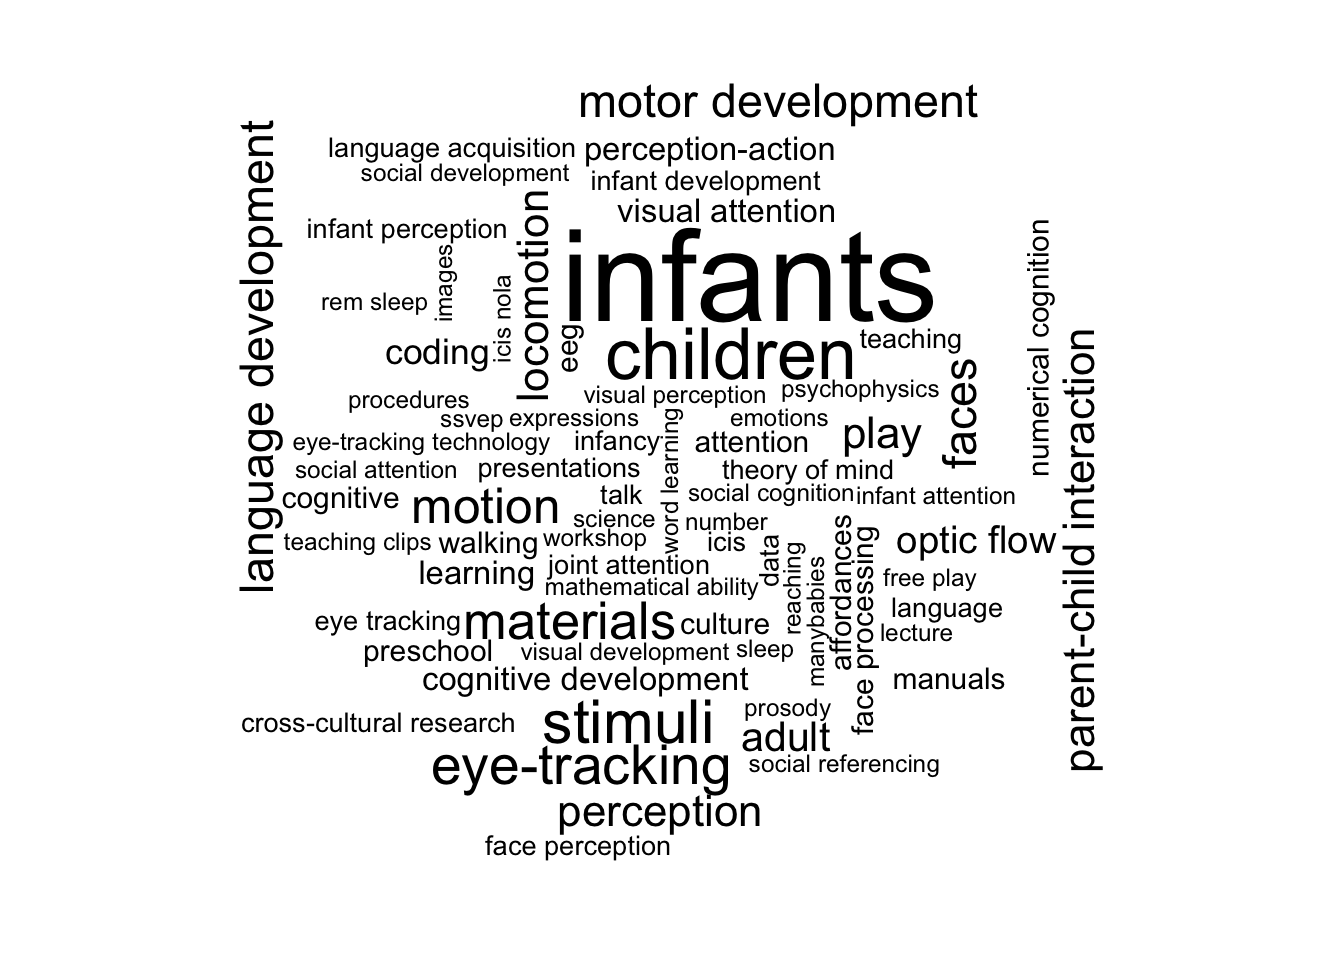 motor development
language development
language acquisition
perception-action
social development
infant development
locomotion
visual attention
infant perception
infants
numerical cognition
images
rem sleep
icis nola
eeg
children
teaching
coding
faces
parent-child interaction
procedures
visual perception
psychophysics
ssvep
expressions
emotions
word learning
play
eye-tracking technology
infancy
attention
social attention
presentations
theory of mind
cognitive
motion
talk
social cognition
infant attention
science
number
affordances
face processing
optic flow
teaching clips
walking
workshop
icis
data
reaching
manybabies
learning
joint attention
mathematical ability
free play
language
eye tracking
materials
culture
lecture
preschool
visual development
sleep
cognitive development
manuals
cross-cultural research
stimuli
prosody
adult
eye-tracking
social referencing
perception
face perception